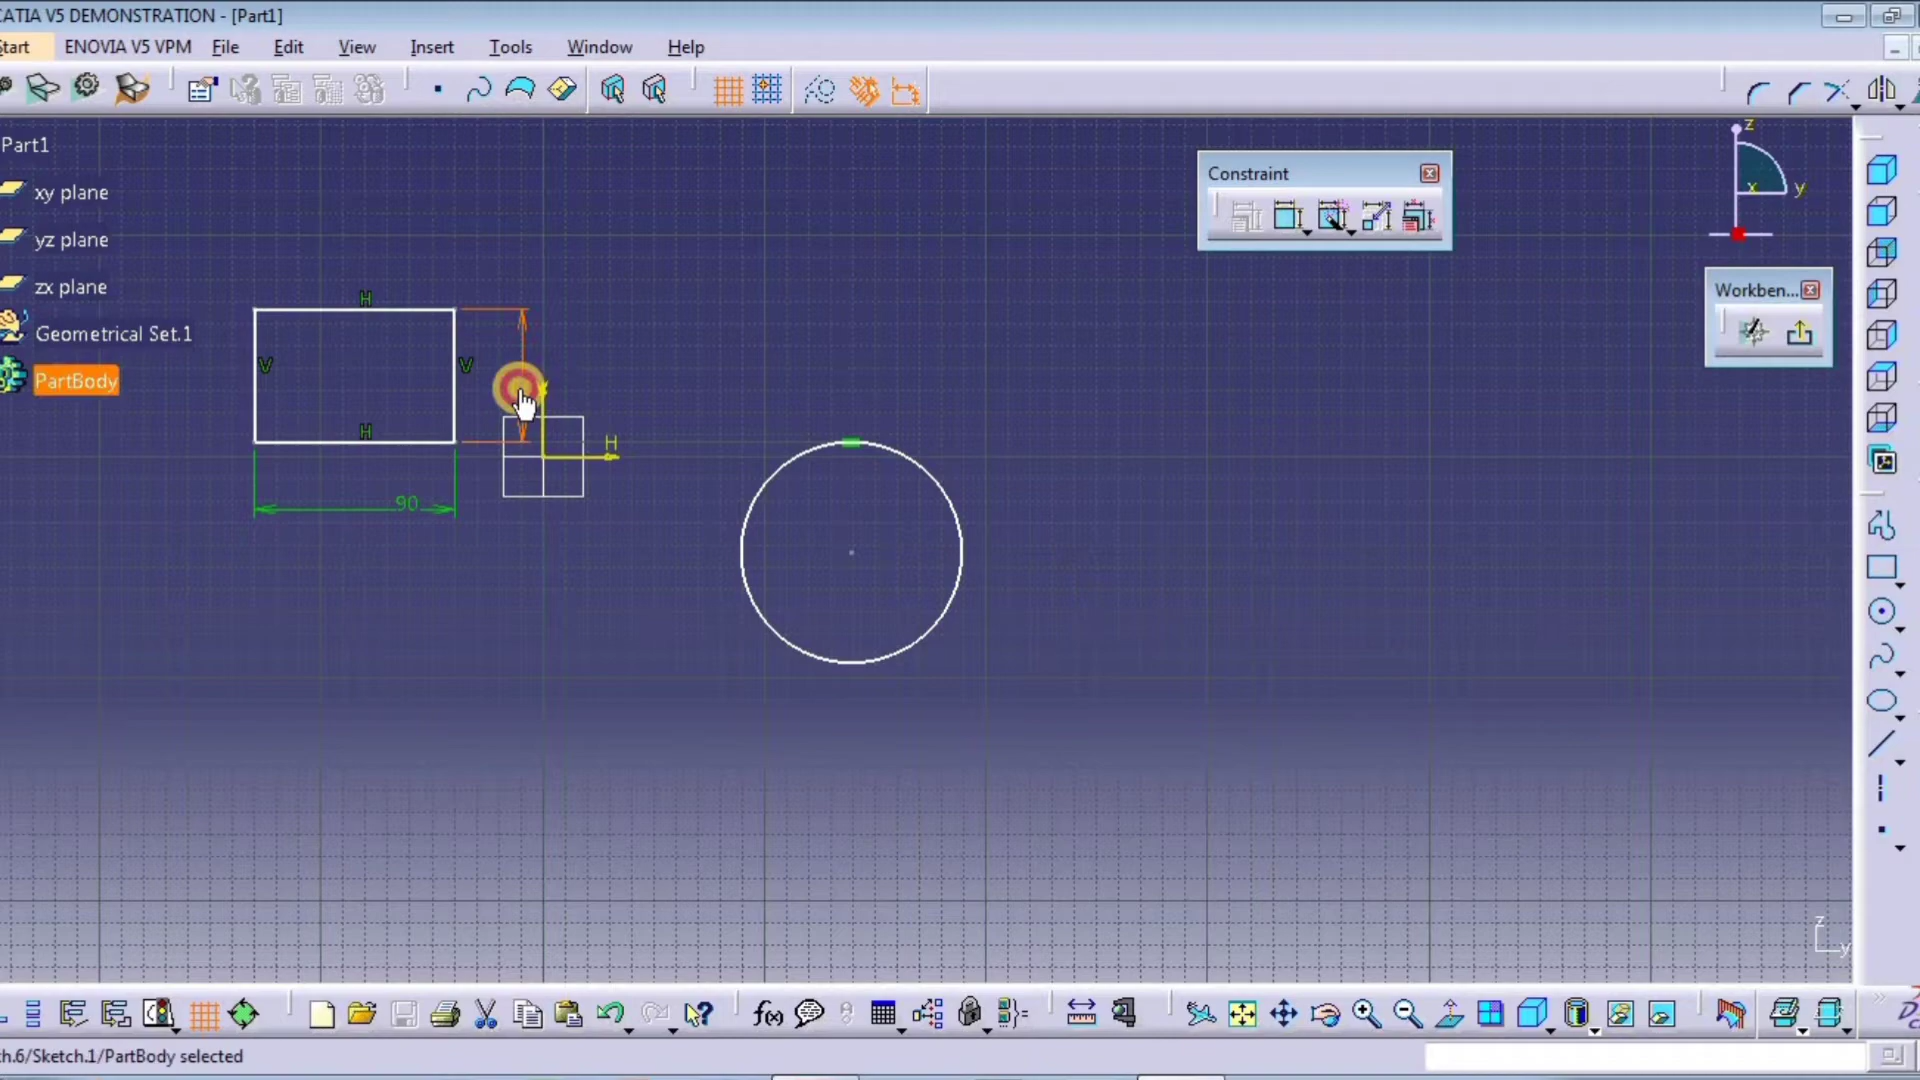 CATIA V5 DEMONSTRATION - [Part1]
Start ENOVIA V5 VPM File Edit View Insert Tools Window Help
Part1
xy plane
yz plane
zx plane
Geometrical Set.1
PartBody
H
V V
H
90
H
Constraint
z
x y
Workben...
z
y
f(x)
h.6/Sketch.1/PartBody selected